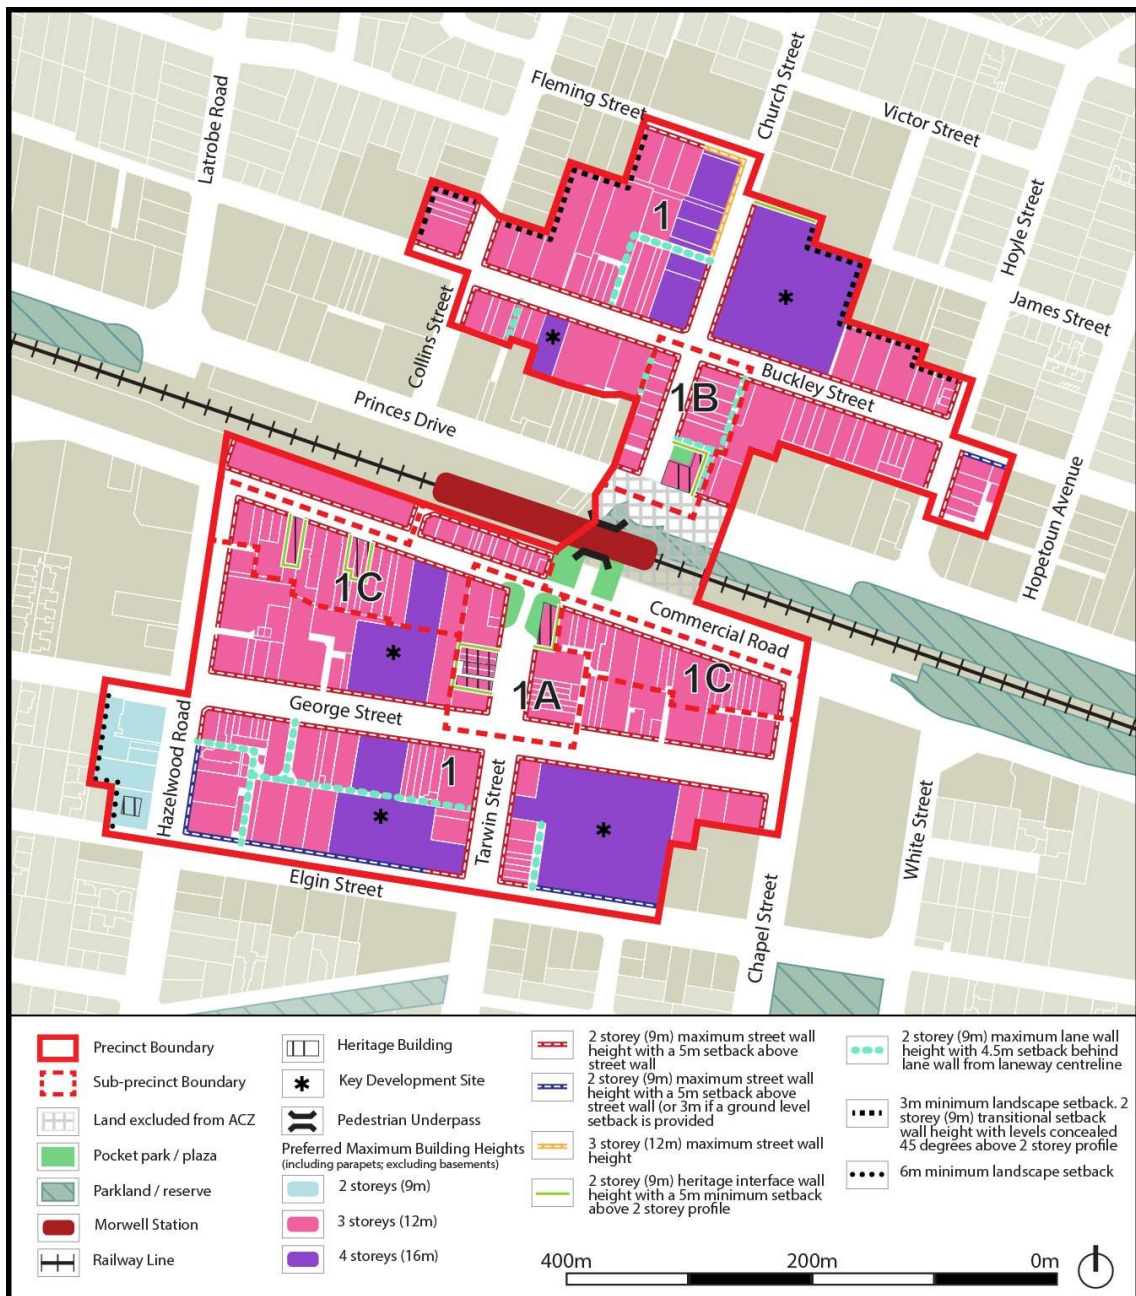 Fleming Street
Church Street
Victor Street
Latrobe Road
Hoyle Street
1
James Street
Collins Street
Buckley Street
1B
Princes Drive
Hopetoun Avenue
1C
Commercial Road
1C
1A
George Street
Hazelwood Road
1
Tarwin Street
White Street
Elgin Street
Chapel Street
Precinct Boundary
Sub-precinct Boundary
Land excluded from ACZ
Pocket park / plaza
Parkland / reserve
Morwell Station
Railway Line
Heritage Building
Key Development Site
Pedestrian Underpass
Preferred Maximum Building Heights
(including parapets; excluding basements)
2 storeys (9m)
3 storeys (12m)
4 storeys (16m)
2 storey (9m) maximum street wall
height with a 5m setback above
street wall
2 storey (9m) maximum street wall
height with a 5m setback above
street wall (or 3m if a ground level
setback is provided
3 storey (12m) maximum street wall
height
2 storey (9m) heritage interface wall
height with a 5m minimum setback
above 2 storey profile
2 storey (9m) maximum lane wall
height with 4.5m setback behind
lane wall from laneway centreline
3m minimum landscape setback. 2
storey (9m) transitional setback
wall height with levels concealed
45 degrees above 2 storey profile
6m minimum landscape setback
400m 200m 0m